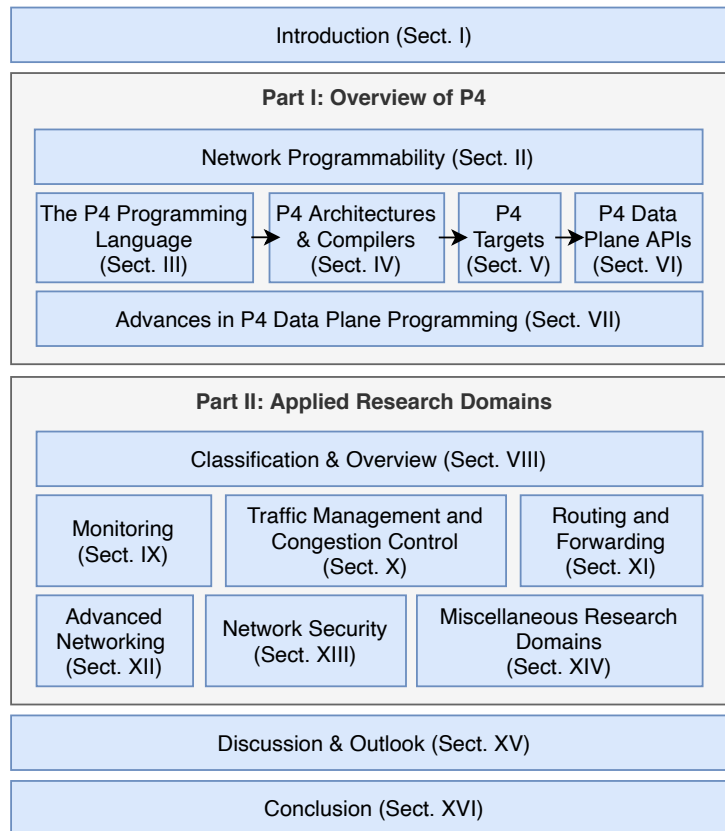 Introduction (Sect. I)
Part I: Overview of P4
Network Programmability (Sect. II)
The P4 Programming
Language
(Sect. III)
P4 Architectures
& Compilers
(Sect. IV)
P4
Targets
(Sect. V)
P4 Data
Plane APIs
(Sect. VI)
Advances in P4 Data Plane Programming (Sect. VII)
Part II: Applied Research Domains
Classification & Overview (Sect. VIII)
Monitoring
(Sect. IX)
Traffic Management and
Congestion Control
(Sect. X)
Routing and
Forwarding
(Sect. XI)
Advanced
Networking
(Sect. XII)
Network Security
(Sect. XIII)
Miscellaneous Research
Domains
(Sect. XIV)
Discussion & Outlook (Sect. XV)
Conclusion (Sect. XVI)